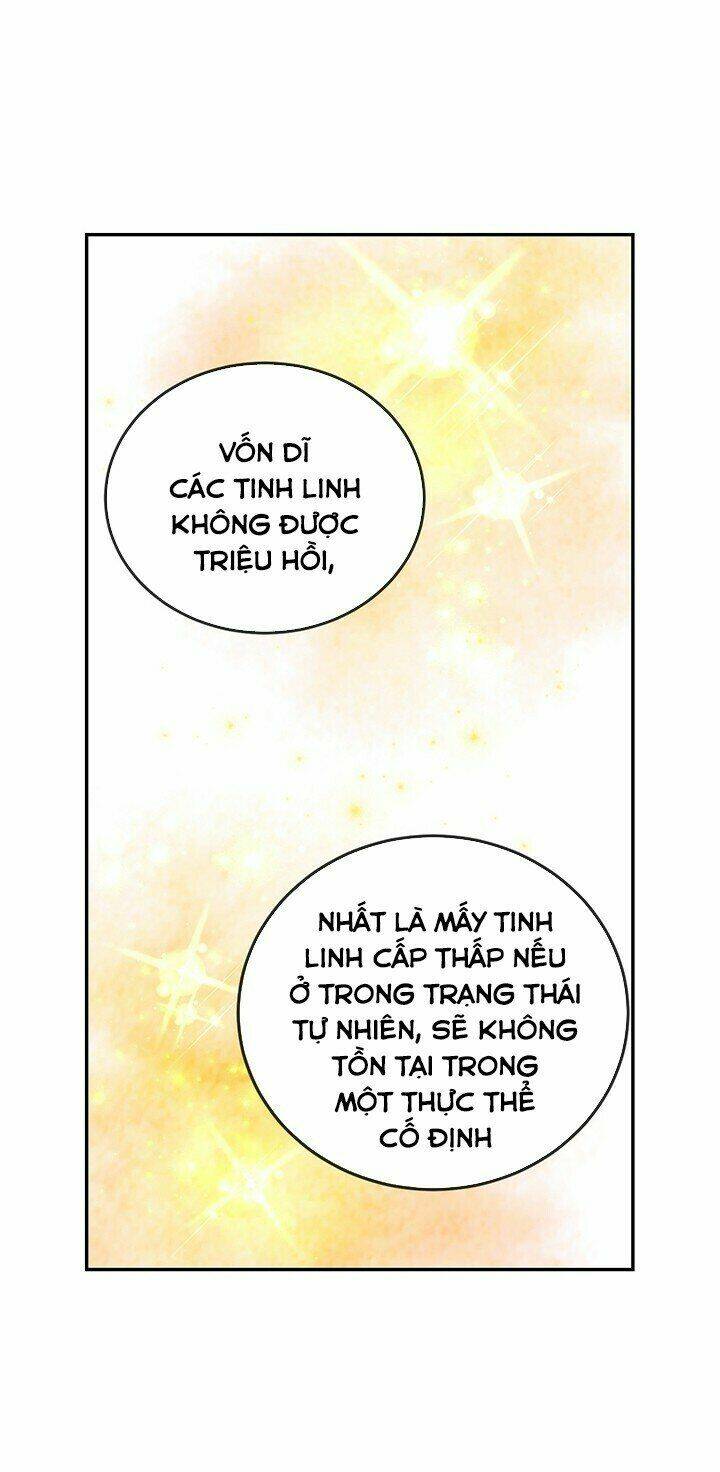 VỐN DĨ
CÁC TINH LINH
KHÔNG ĐƯỢC
TRIỆU HỒI,
NHẤT LÀ MẤY TINH
LINH CẤP THẤP NẾU
Ở TRONG TRẠNG THÁI
TỰ NHIÊN, SẼ KHÔNG
TỒN TẠI TRONG
MỘT THỰC THỂ
CỐ ĐỊNH